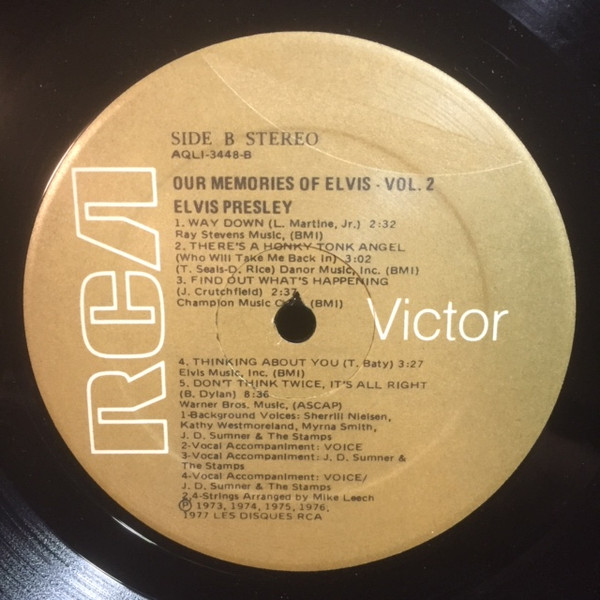 RCA
Victor
SIDE B STEREO
AQLI-3448-B
OUR MEMORIES OF ELVIS - VOL. 2
ELVIS PRESLEY
1. WAY DOWN (L. Martine, Jr.) 2:32
Ray Stevens Music, (BMI)
2. THERE'S A HONKY TONK ANGEL
(Who Will Take Me Back In) 3:02
(T. Seals-D. Rice) Danor Music, Inc. (BMI)
3. FIND OUT WHAT'S HAPPENING
(J. Crutchfield) 2:37
Champion Music (BMI)
4. THINKING ABOUT YOU (T. Baty) 3:27
Elvis Music, Inc. (BMI)
5. DON'T THINK TWICE, IT'S ALL RIGHT
(B. Dylan) 8:36
Warner Bros. Music, (ASCAP)
1-Background Voices: Sherrill Nielsen,
Kathy Westmoreland, Myrna Smith,
J. D. Sumner & The Stamps
2-Vocal Accompaniment: VOICE
3-Vocal Accompaniment: J. D. Sumner &
The Stamps
4-Vocal Accompaniment: VOICE/
J. D. Sumner & The Stamps
2,4-Strings Arranged by Mike Leech
℗ 1973, 1974, 1975, 1976,
1977 LES DISQUES RCA